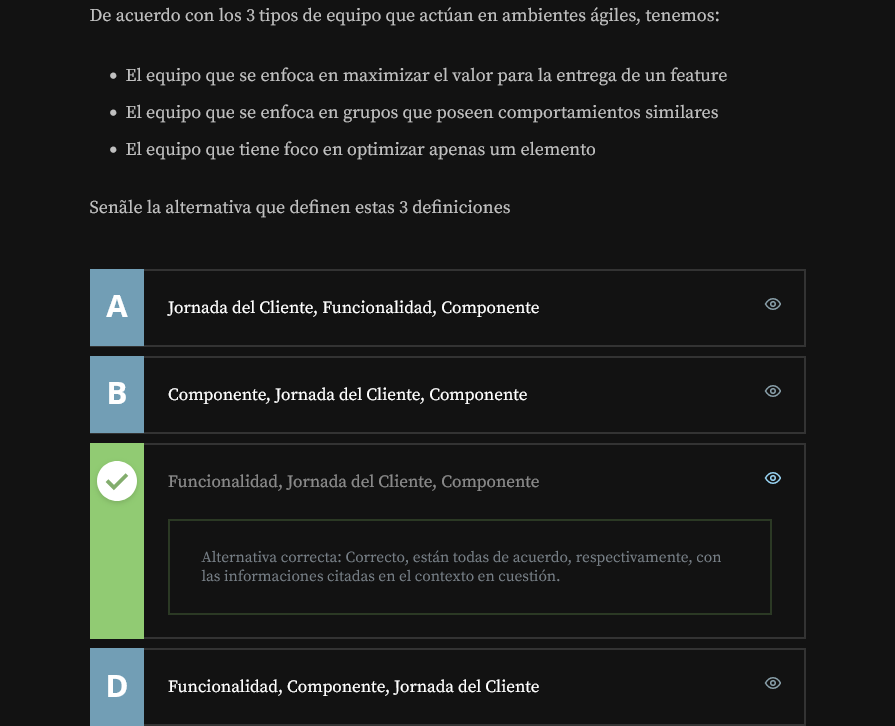 De acuerdo con los 3 tipos de equipo que actúan en ambientes ágiles, tenemos:
El equipo que se enfoca en maximizar el valor para la entrega de un feature
El equipo que se enfoca en grupos que poseen comportamientos similares
El equipo que tiene foco en optimizar apenas um elemento
Senãle la alternativa que definen estas 3 definiciones
A
Jornada del Cliente, Funcionalidad, Componente
B
Componente, Jornada del Cliente, Componente
Funcionalidad, Jornada del Cliente, Componente
Alternativa correcta: Correcto, están todas de acuerdo, respectivamente, con
las informaciones citadas en el contexto en cuestión.
D
Funcionalidad, Componente, Jornada del Cliente